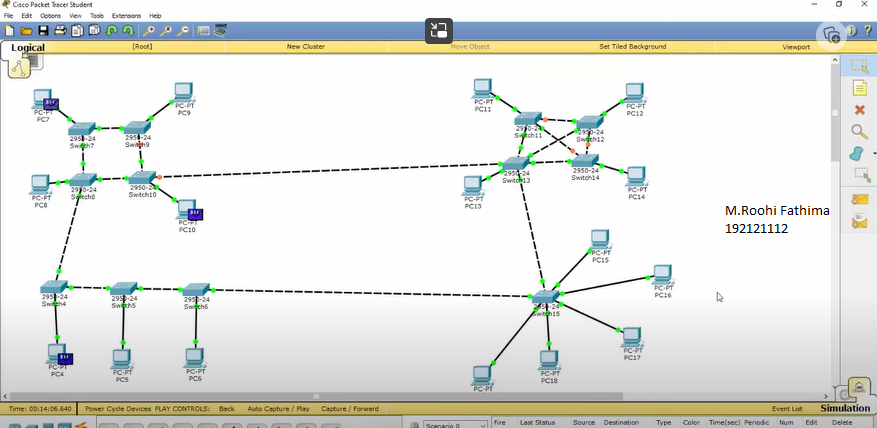 Cisco Packet Tracer Student
File Edit Options View Tools Extensions Help
Logical [Root] New Cluster Move Object Set Tiled Background Viewport
PC-PT
PC7
PC-PT
PC9
2950-24
Switch7
2950-24
Switch9
PC-PT
PC8
2950-24
Switch8
2950-24
Switch10
PC-PT
PC10
PC-PT
PC11
PC-PT
PC12
2950-24
Switch11
2950-24
Switch12
2950-24
Switch13
2950-24
Switch14
PC-PT
PC13
PC-PT
PC14
M.Roohi Fathima
192121112
PC-PT
PC15
PC-PT
PC16
2950-24
Switch4
2950-24
Switch5
2950-24
Switch6
2950-24
Switch15
PC-PT
PC4
PC-PT
PC5
PC-PT
PC6
PC-PT
PC-PT
PC18
PC-PT
PC17
Time: 00:14:06.640 Power Cycle Devices PLAY CONTROLS: Back Auto Capture / Play Capture / Forward Event List Simulation
Scenario 0 Fire Last Status Source Destination Type Color Time(sec) Periodic Num Edit Delete